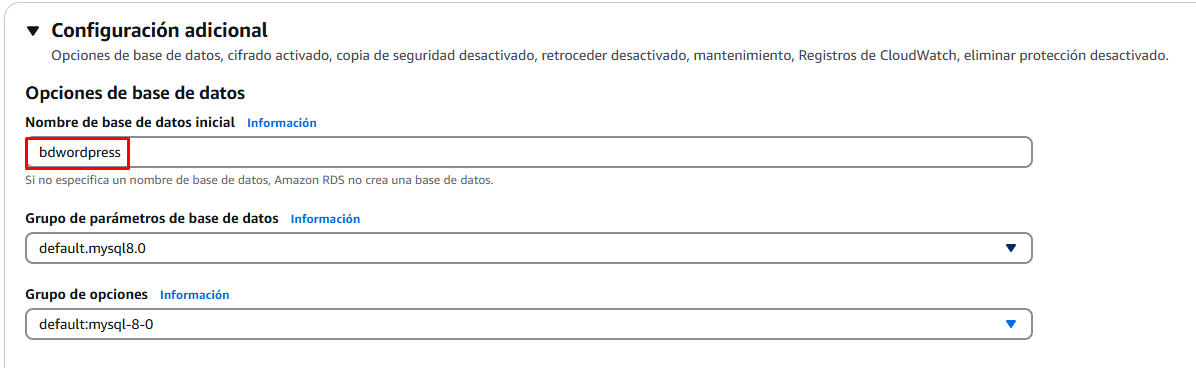 Configuración adicional
Opciones de base de datos, cifrado activado, copia de seguridad desactivado, retroceder desactivado, mantenimiento, Registros de CloudWatch, eliminar protección desactivado.
Opciones de base de datos
Nombre de base de datos inicial Información
bdwordpress
Si no especifica un nombre de base de datos, Amazon RDS no crea una base de datos.
Grupo de parámetros de base de datos Información
default.mysql8.0
Grupo de opciones Información
default:mysql-8-0